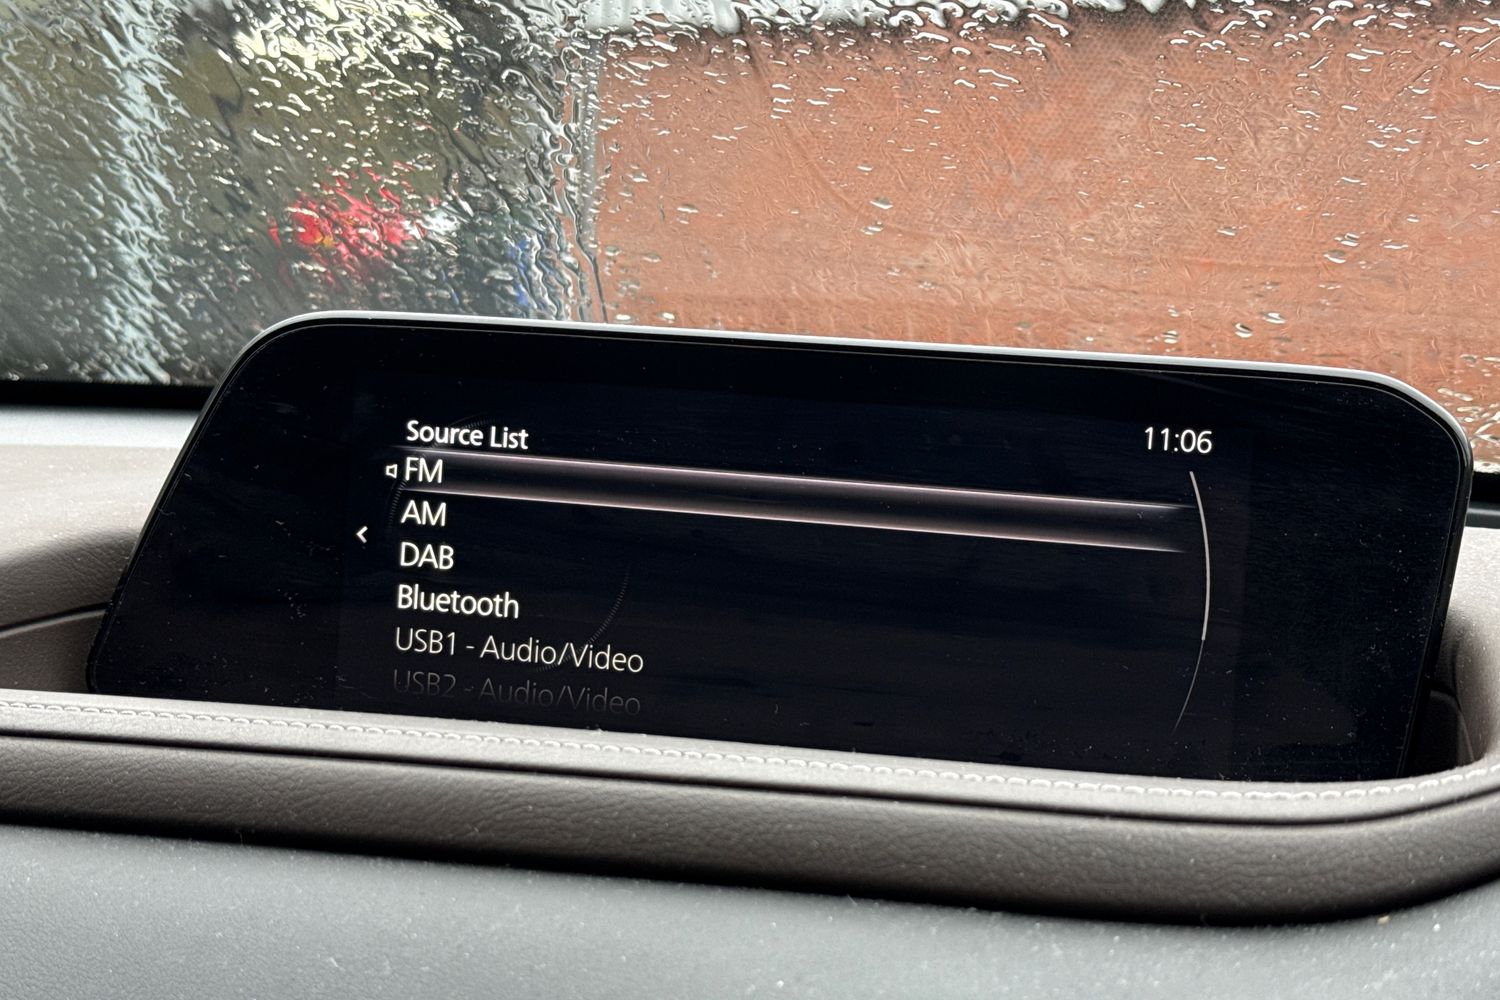 Source List
11:06
FM
AM
DAB
Bluetooth
USB1 - Audio/Video
USB2 - Audio/Video